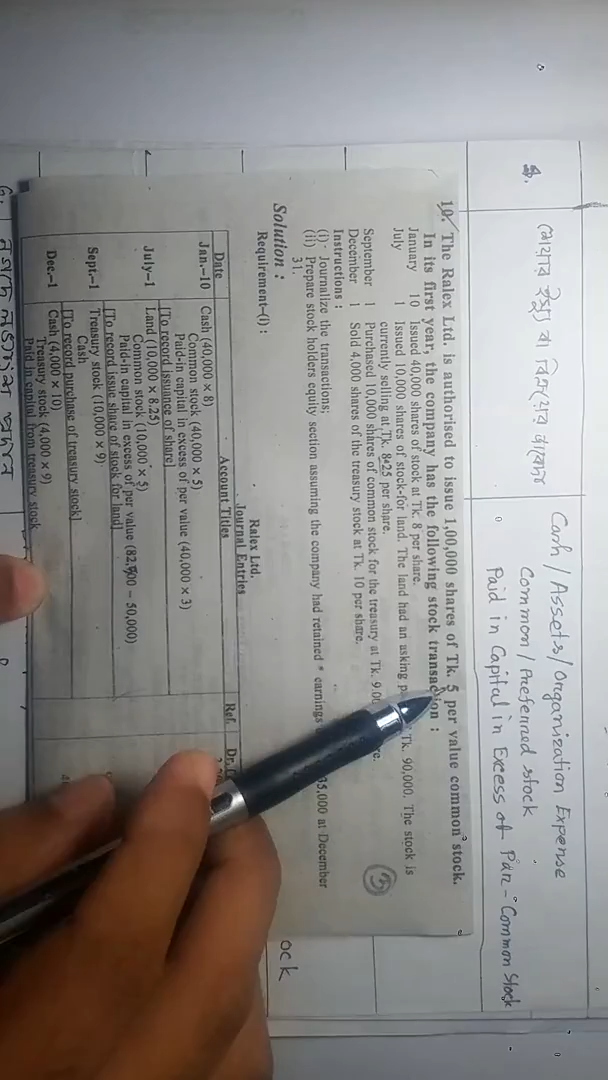 4.
শেয়ার ইস্যু বা বিক্রয়ের ক্ষেত্রে
Cash/Assets/Organization Expense
Common/Preferred stock
Paid in Capital in Excess of Par - Common stock
19. The Ralex Ltd. is authorised to issue 1,00,000 shares of Tk. 5 per value common stock.
In its first year, the company has the following stock transaction :
January 10 Issued 40,000 shares of stock at Tk. 8 per share.
July 1 Issued 10,000 shares of stock-for land. The land had an asking Tk. 90,000. The stock is
currently selling at Tk. 8.25 per share.
September 1 Purchased 10,000 shares of common stock for the treasury at Tk.
December 1 Sold 4,000 shares of the treasury stock at Tk. 10 per share.
3
Instructions :
(i) Journalize the transactions;
(ii) Prepare stock holders equity section assuming the company had retained earnings 35,000 at December
31.
Solution :
Requirement-(i) :
Ralex Ltd.
Journal Entries
Date Account Titles Ref.
Jan.-10 Cash (40,000 × 8)
Common stock (40,000 × 5)
Paid-in capital in excess of per value (40,000 × 3)
[To record issuance of share]
July-1 Land (10,000 × 8.25)
Common stock (10,000 × 5)
Paid-in capital in excess of per value (82,500 – 50,000)
[To record issue share of stock for land]
Sept.-1 Treasury stock (10,000 × 9)
Cash
[To record purchase of treasury stock]
Dec.-1 Cash (4,000 × 10)
Treasury stock (4,000 × 9)
Paid in capital from treasury stock
ock